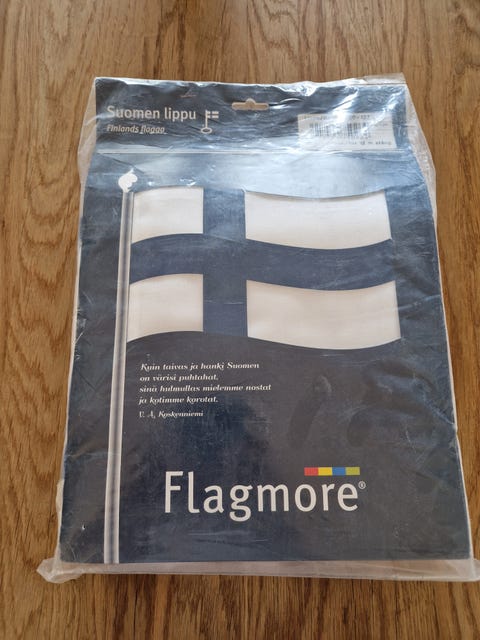 Suomen lippu
Finlands flagga
Kuin taivas ja hanki Suomen
on värisi puhtahat,
sinä hulmullas mielemme nostat
ja kotimme korotat.
V. A. Koskenniemi
Flagmore®